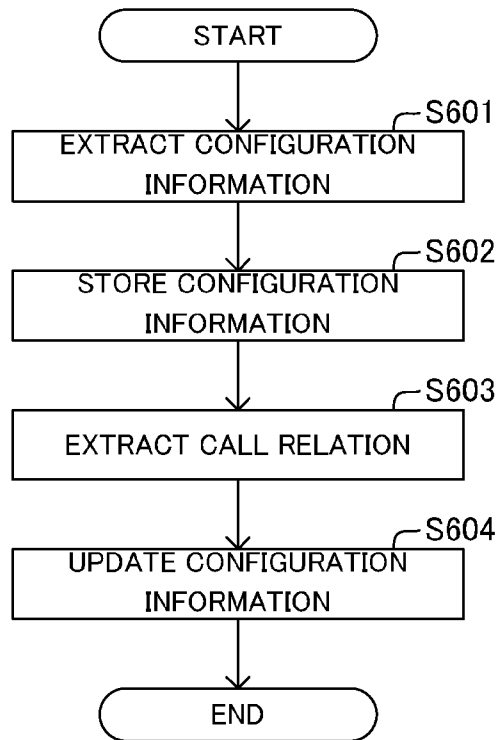 START
S601
EXTRACT CONFIGURATION
INFORMATION
S602
STORE CONFIGURATION
INFORMATION
S603
EXTRACT CALL RELATION
S604
UPDATE CONFIGURATION
INFORMATION
END